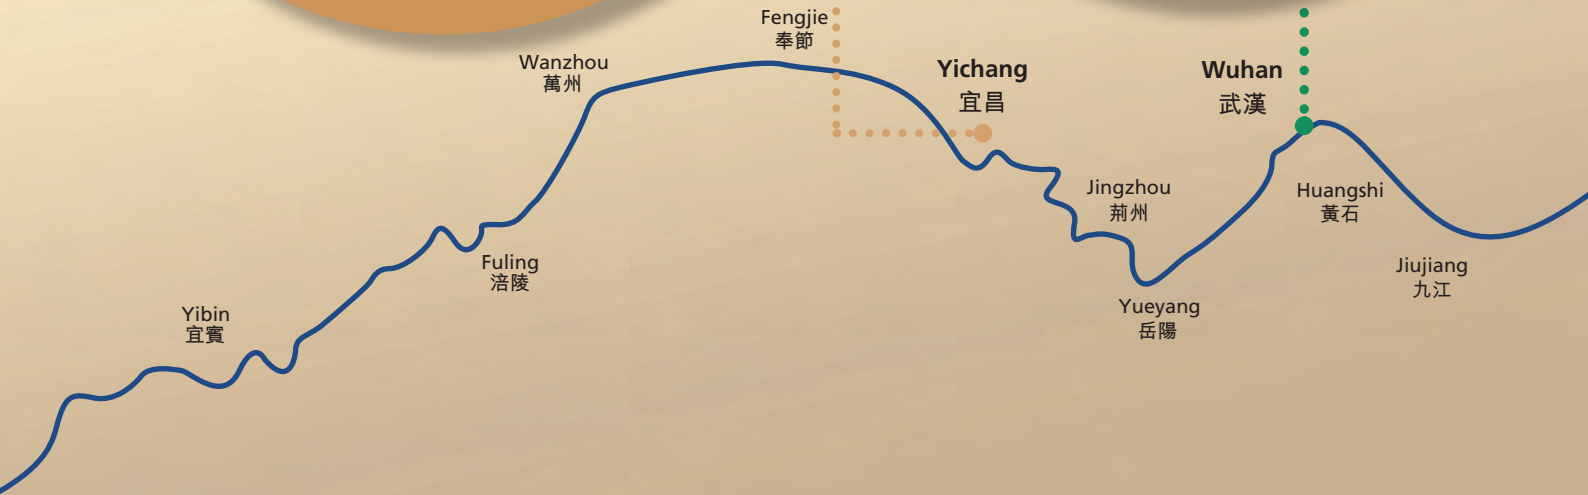 Fengjie
奉節
Wanzhou
萬州
Yichang
宜昌
Wuhan
武漢
Jingzhou
荊州
Huangshi
黃石
Fuling
涪陵
Jiujiang
九江
Yibin
宜賓
Yueyang
岳陽